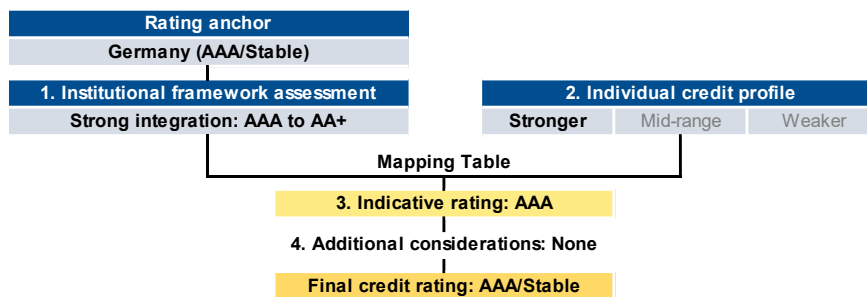 Rating anchor
Germany (AAA/Stable)
1. Institutional framework assessment
Strong integration: AAA to AA+
2. Individual credit profile
Stronger Mid-range Weaker
Mapping Table
3. Indicative rating: AAA
4. Additional considerations: None
Final credit rating: AAA/Stable